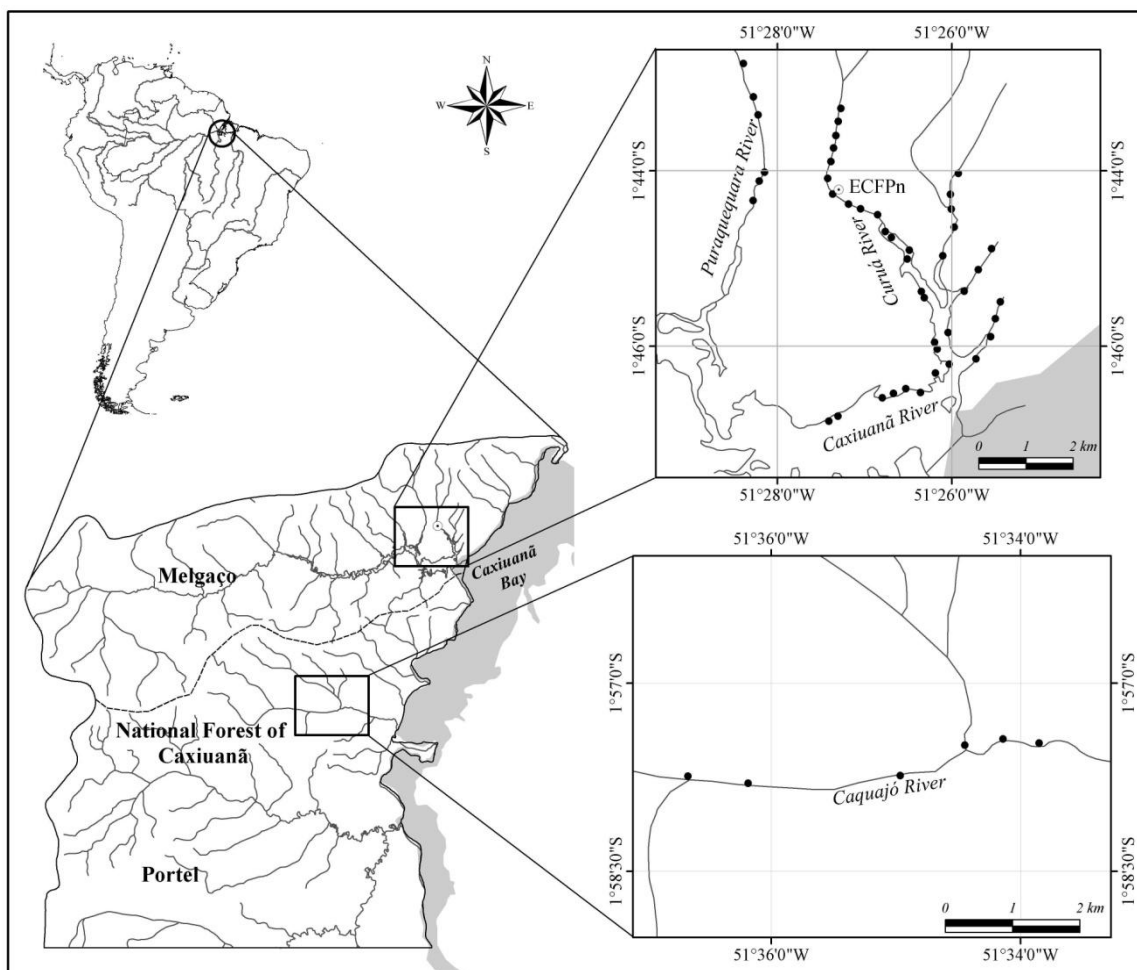 N
W
E
S
Melgaço
Caxiuanã
Bay
National Forest of
Caxiuanã
Portel
51°28'0"W
51°26'0"W
1°44'0"S
1°46'0"S
1°44'0"S
1°46'0"S
Puraquequara River
ECFPn
Curuá River
Caxiuanã River
0 1 2 km
51°28'0"W
51°26'0"W
51°36'0"W
51°34'0"W
1°57'0"S
1°58'30"S
1°57'0"S
1°58'30"S
Caquajó River
0 1 2 km
51°36'0"W
51°34'0"W